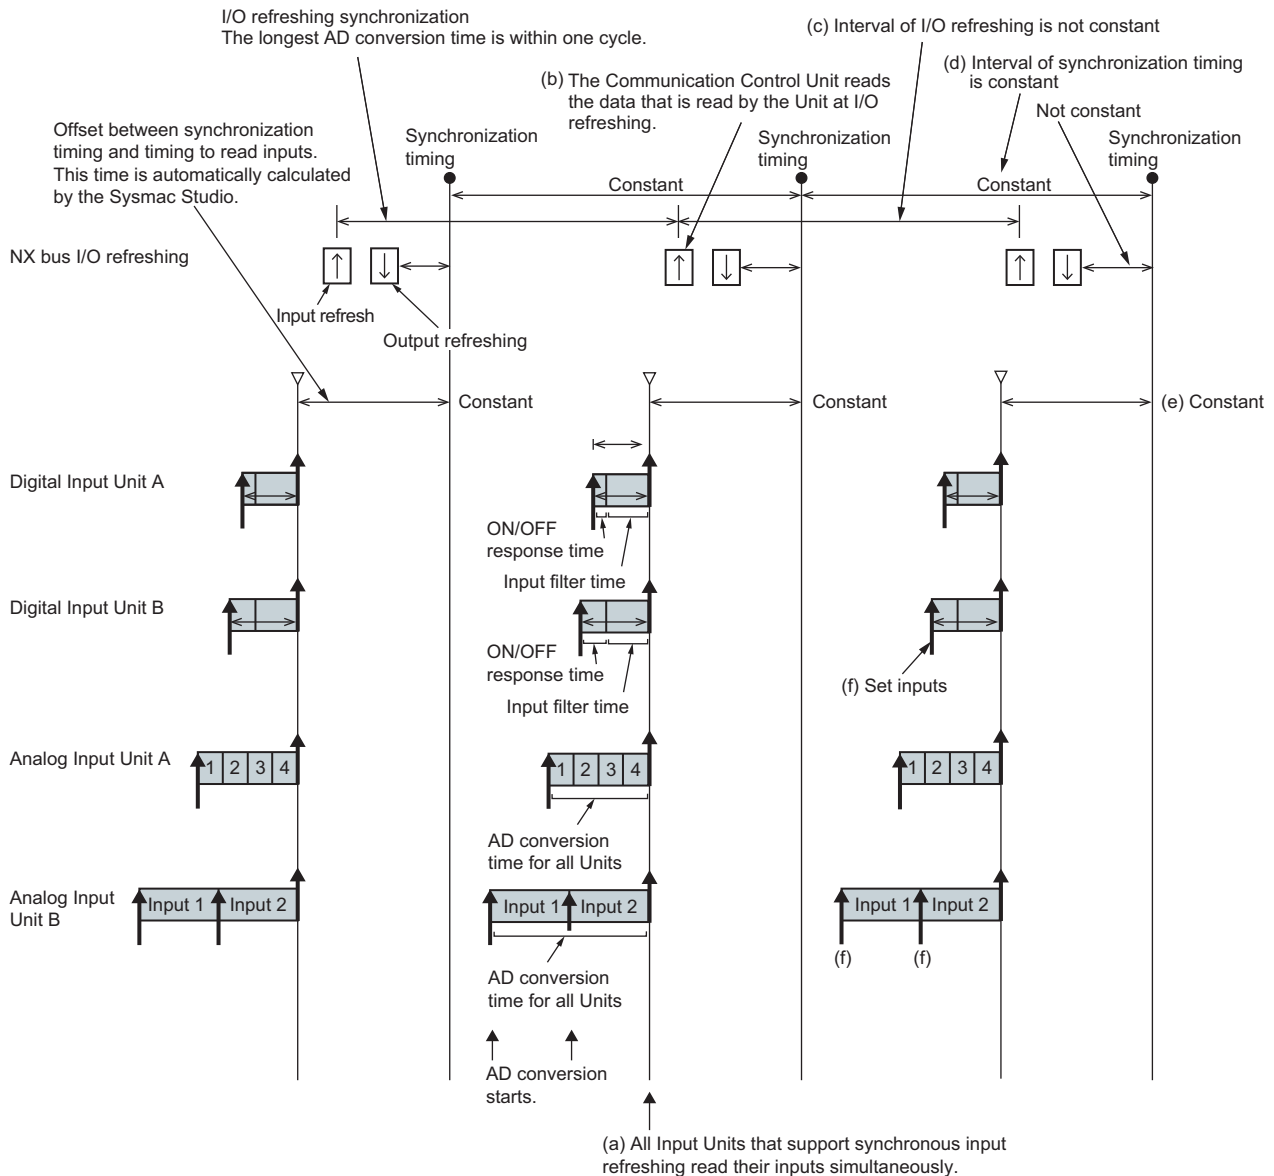 I/O refreshing synchronization
The longest AD conversion time is within one cycle.
(c) Interval of I/O refreshing is not constant
(b) The Communication Control Unit reads
the data that is read by the Unit at I/O
refreshing.
(d) Interval of synchronization timing
is constant
Not constant
Offset between synchronization
timing and timing to read inputs.
This time is automatically calculated
by the Sysmac Studio.
Synchronization
timing
Synchronization
timing
Synchronization
timing
Constant
Constant
NX bus I/O refreshing
Input refresh
Output refreshing
Constant
Constant
(e) Constant
Digital Input Unit A
ON/OFF
response time
Input filter time
Digital Input Unit B
ON/OFF
response time
Input filter time
(f) Set inputs
Analog Input Unit A
1 2 3 4
1 2 3 4
1 2 3 4
AD conversion
time for all Units
Analog Input
Unit B
Input 1 Input 2
Input 1 Input 2
Input 1 Input 2
(f) (f)
AD conversion
time for all Units
AD conversion
starts.
(a) All Input Units that support synchronous input
refreshing read their inputs simultaneously.